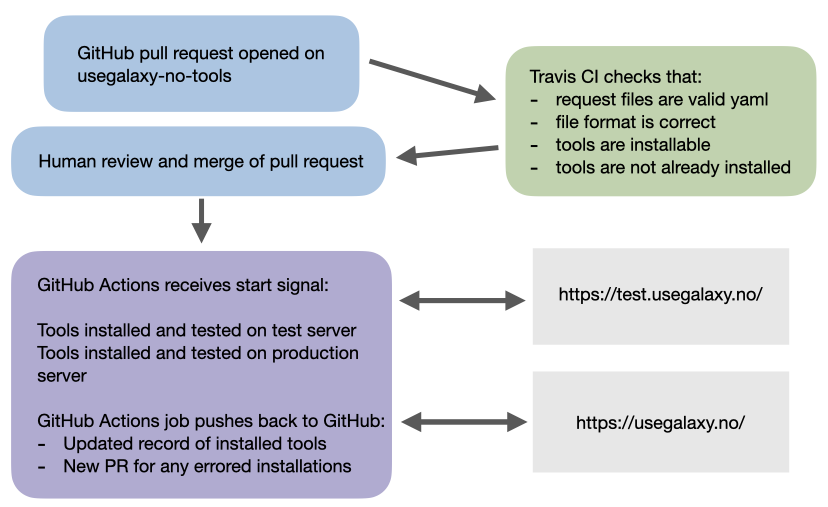 GitHub pull request opened on
usegalaxy-no-tools
Travis CI checks that:
- request files are valid yaml
- file format is correct
- tools are installable
- tools are not already installed
Human review and merge of pull request
GitHub Actions receives start signal:
Tools installed and tested on test server
Tools installed and tested on production
server
GitHub Actions job pushes back to GitHub:
- Updated record of installed tools
- New PR for any errored installations
https://test.usegalaxy.no/
https://usegalaxy.no/